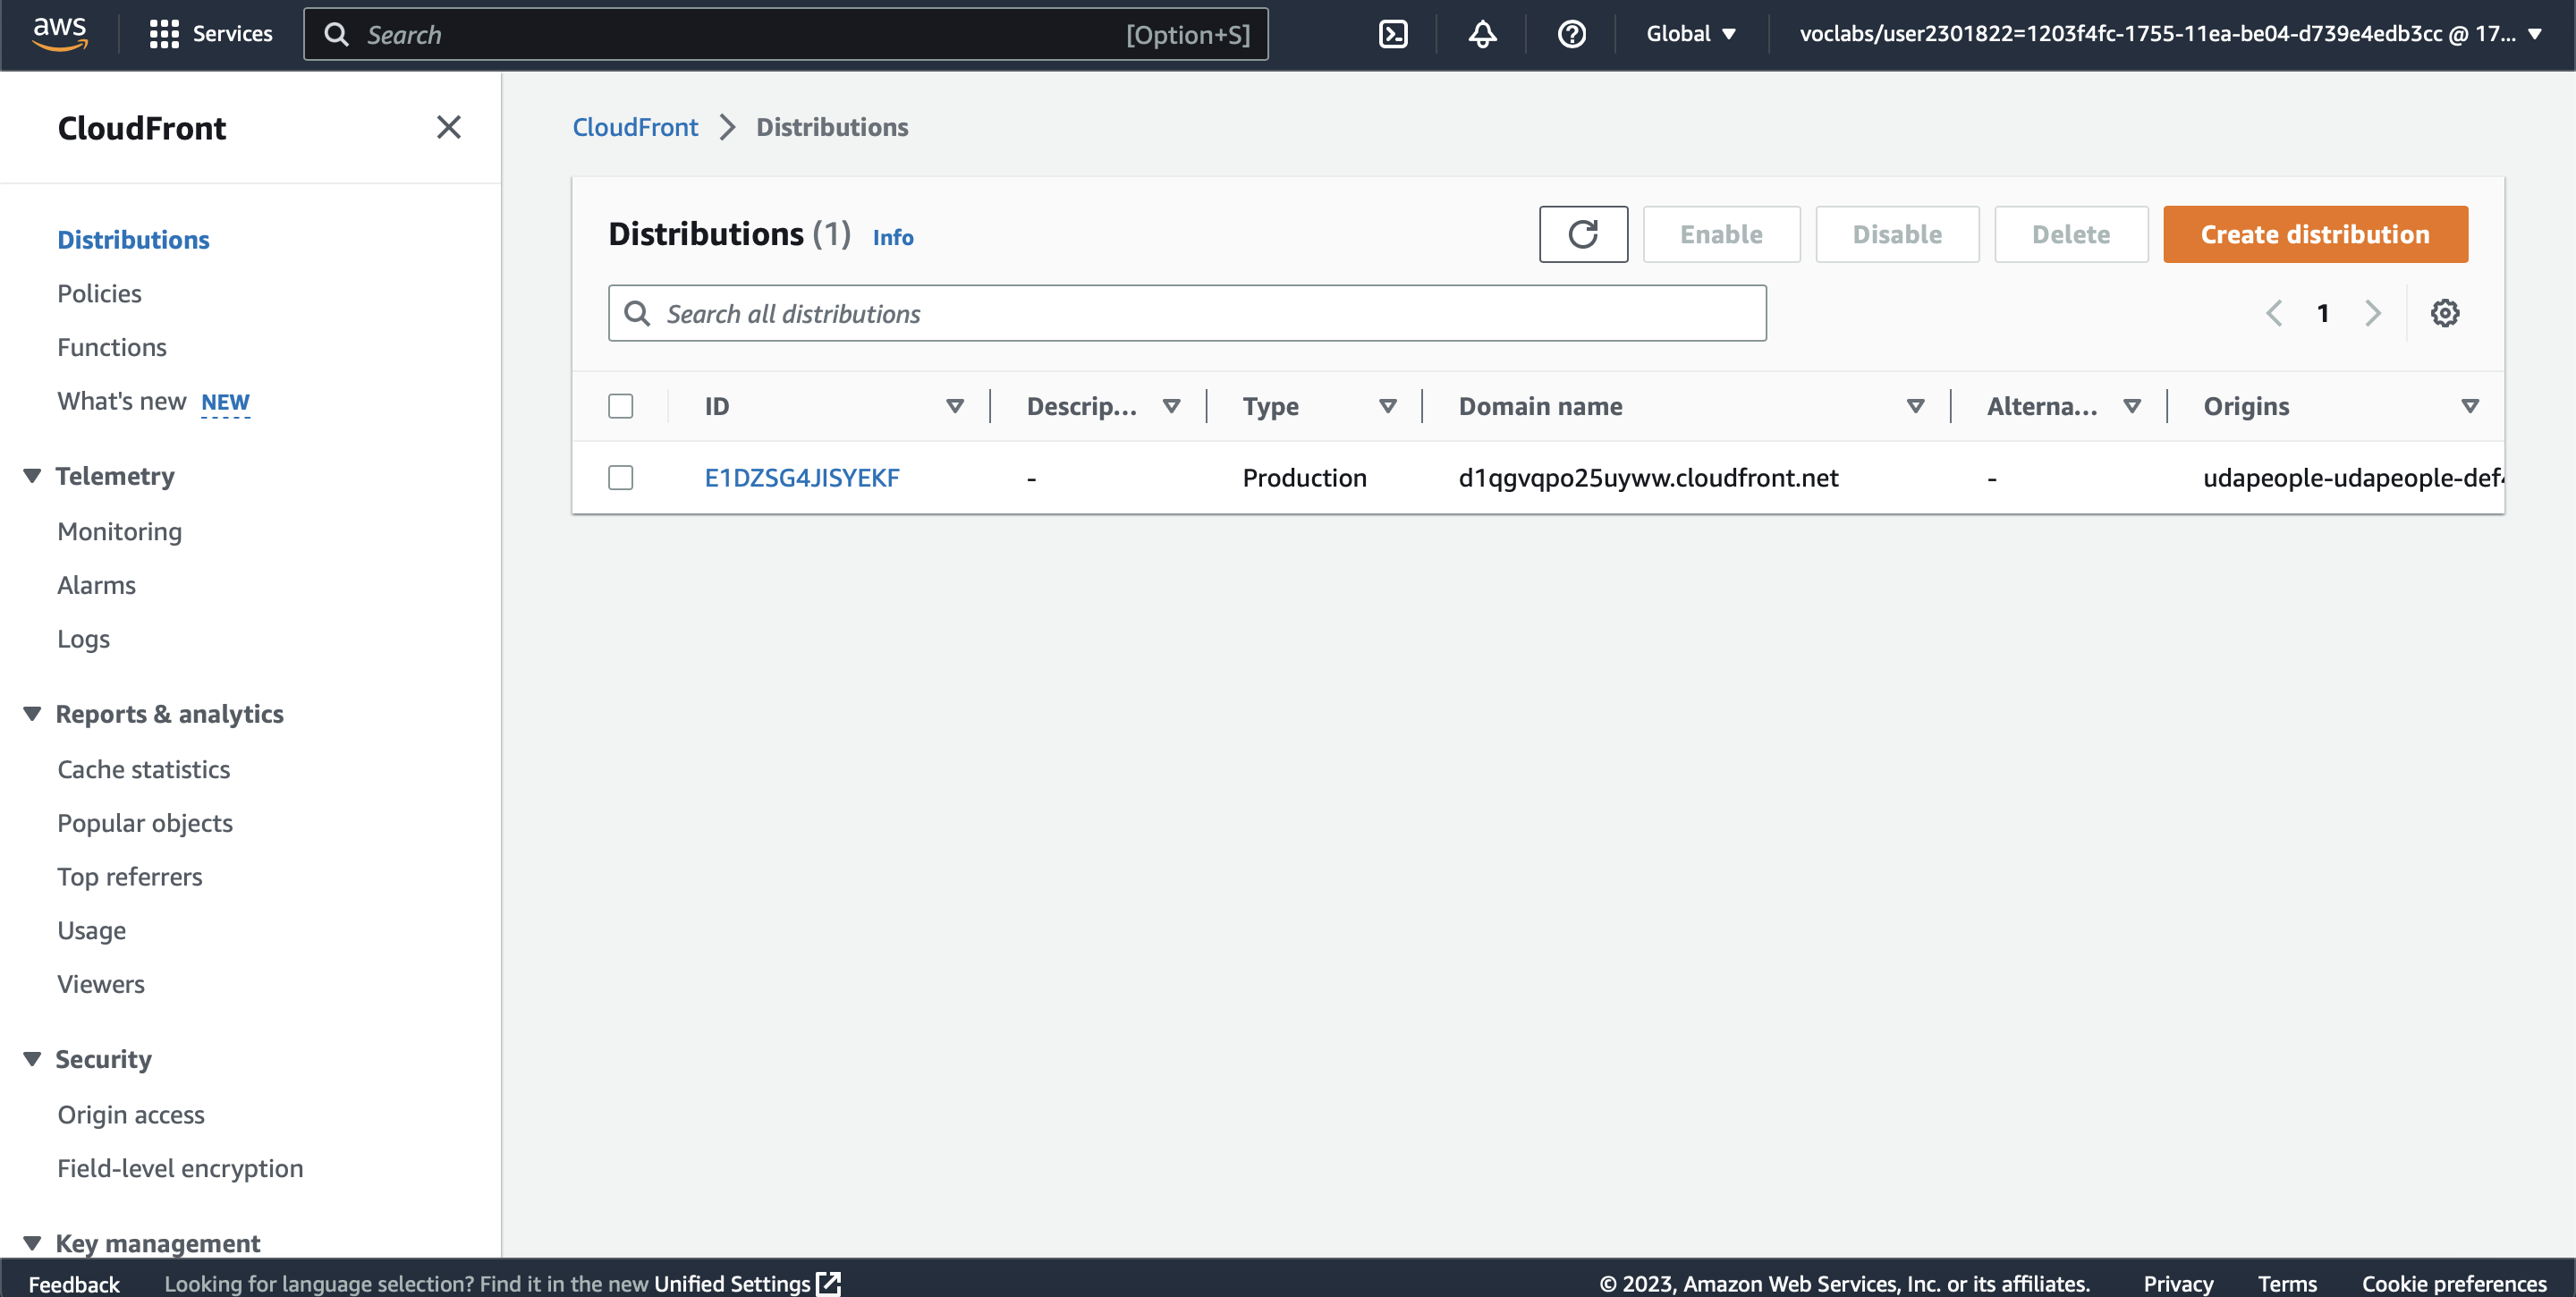 aws
Services
Search [Option+S]
Global
voclabs/user2301822=1203f4fc-1755-11ea-be04-d739e4edb3cc @ 17...
CloudFront
Distributions
Policies
Functions
What's new NEW
Telemetry
Monitoring
Alarms
Logs
Reports & analytics
Cache statistics
Popular objects
Top referrers
Usage
Viewers
Security
Origin access
Field-level encryption
Key management
CloudFront > Distributions
Distributions (1) Info
Enable
Disable
Delete
Create distribution
Search all distributions
1
ID Descrip... Type Domain name Alterna... Origins
E1DZSG4JISYEKF - Production d1qgvqpo25uyww.cloudfront.net - udapeople-udapeople-def4
Feedback
Looking for language selection? Find it in the new Unified Settings
© 2023, Amazon Web Services, Inc. or its affiliates.
Privacy
Terms
Cookie preferences